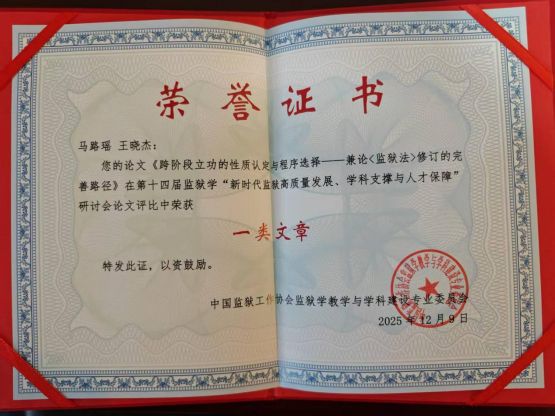 荣誉证书
马路瑶 王晓杰：
您的论文《跨阶段立功的性质认定与程序选择——兼论<监狱法>修订的完
善路径》在第十四届监狱学“新时代监狱高质量发展、学科支撑与人才保障”
研讨会论文评比中荣获
一类文章
特发此证，以资鼓励。
中国监狱工作协会监狱学教学与学科建设专业委员会
2025年12月9日